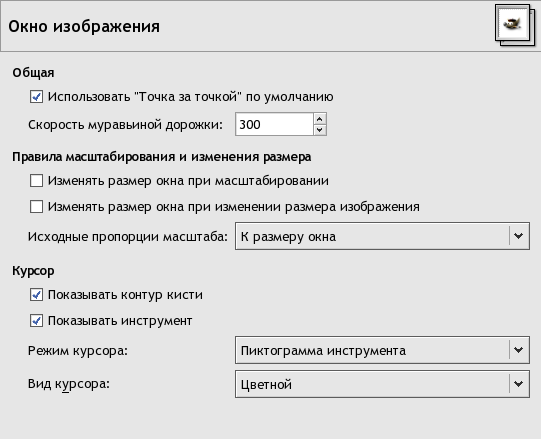 Окно изображения
Общая
Использовать "Точка за точкой" по умолчанию
Скорость муравьиной дорожки: 300
Правила масштабирования и изменения размера
Изменять размер окна при масштабировании
Изменять размер окна при изменении размера изображения
Исходные пропорции масштаба: К размеру окна
Курсор
Показывать контур кисти
Показывать инструмент
Режим курсора: Пиктограмма инструмента
Вид курсора: Цветной